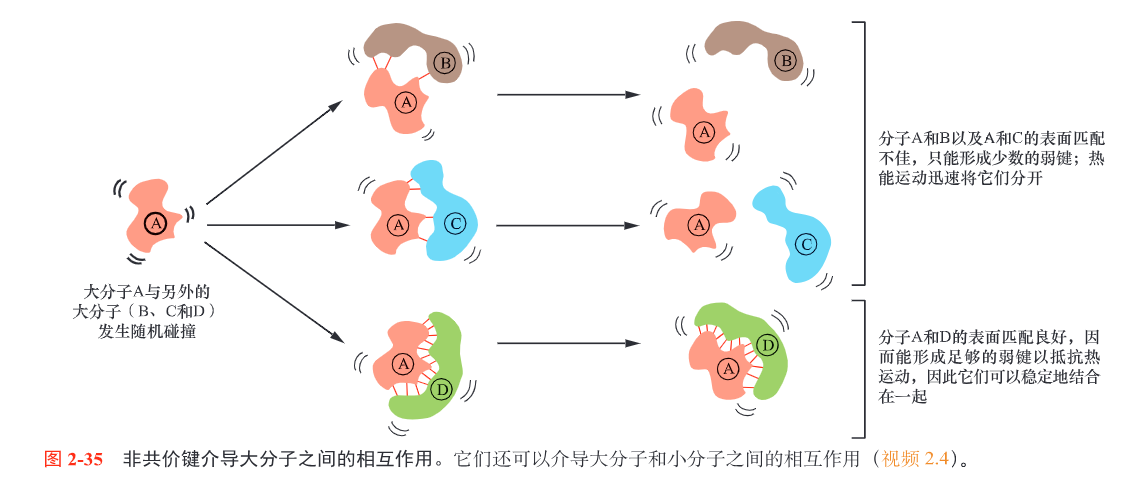 B
A
B
A
分子A和B以及A和C的表面匹配
不佳，只能形成少数的弱键；热
能运动迅速将它们分开
A
A
C
A
C
大分子A与另外的
大分子（B、C和D）
发生随机碰撞
A
D
D
A
分子A和D的表面匹配良好，因
而能形成足够的弱键以抵抗热
运动，因此它们可以稳定地结合
在一起
图 2-35 非共价键介导大分子之间的相互作用。它们还可以介导大分子和小分子之间的相互作用（视频 2.4）。